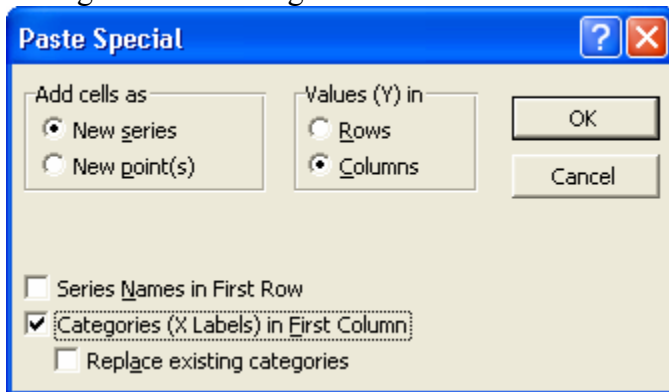 Paste Special
Add cells as
New series
New point(s)
Values (Y) in
Rows
Columns
OK
Cancel
Series Names in First Row
Categories (X Labels) in First Column
Replace existing categories